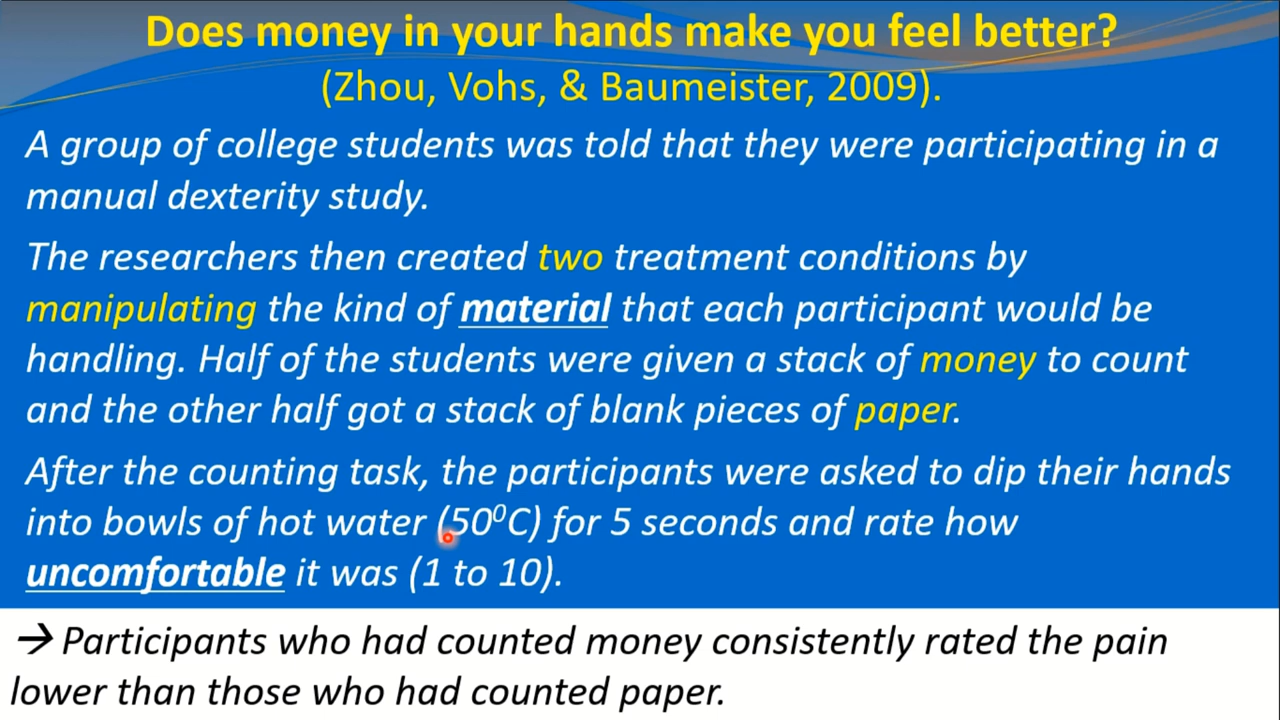 Does money in your hands make you feel better?
(Zhou, Vohs, & Baumeister, 2009).
A group of college students was told that they were participating in a
manual dexterity study.
The researchers then created two treatment conditions by
manipulating the kind of material that each participant would be
handling. Half of the students were given a stack of money to count
and the other half got a stack of blank pieces of paper.
After the counting task, the participants were asked to dip their hands
into bowls of hot water (50⁰C) for 5 seconds and rate how
uncomfortable it was (1 to 10).
→ Participants who had counted money consistently rated the pain
lower than those who had counted paper.